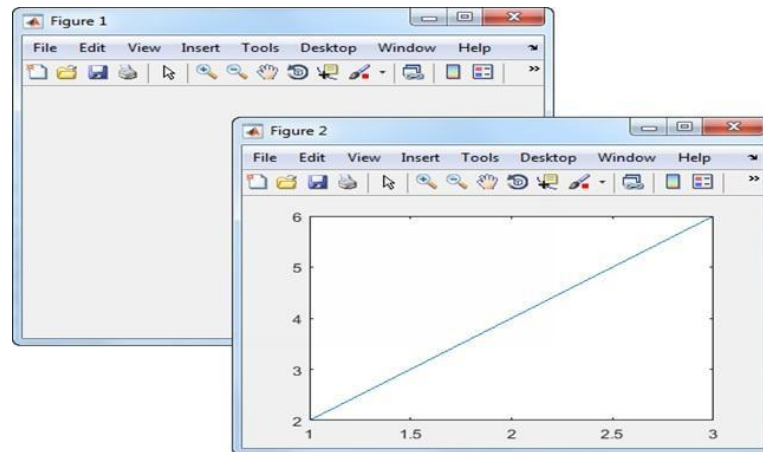 Figure 1
File Edit View Insert Tools Desktop Window Help
Figure 2
File Edit View Insert Tools Desktop Window Help
6
5
4
3
2
1 1.5 2 2.5 3